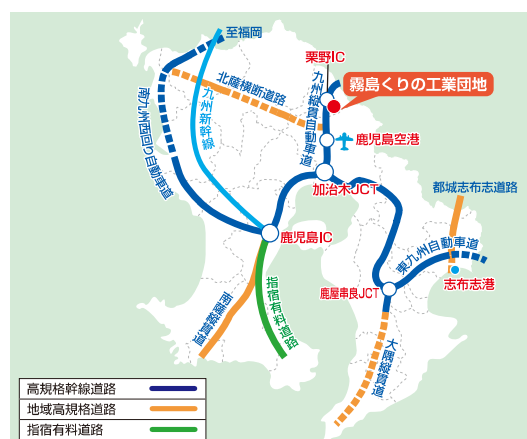 至福岡
栗野IC
北薩横断道路
九州縦貫自動車道
霧島くりの工業団地
南九州西回り自動車道
九州新幹線
鹿児島空港
加治木JCT
都城志布志道路
鹿児島IC
東九州自動車道
志布志港
鹿屋串良JCT
南薩縦貫道
指宿有料道路
大隅縦貫道
高規格幹線道路
地域高規格道路
指宿有料道路